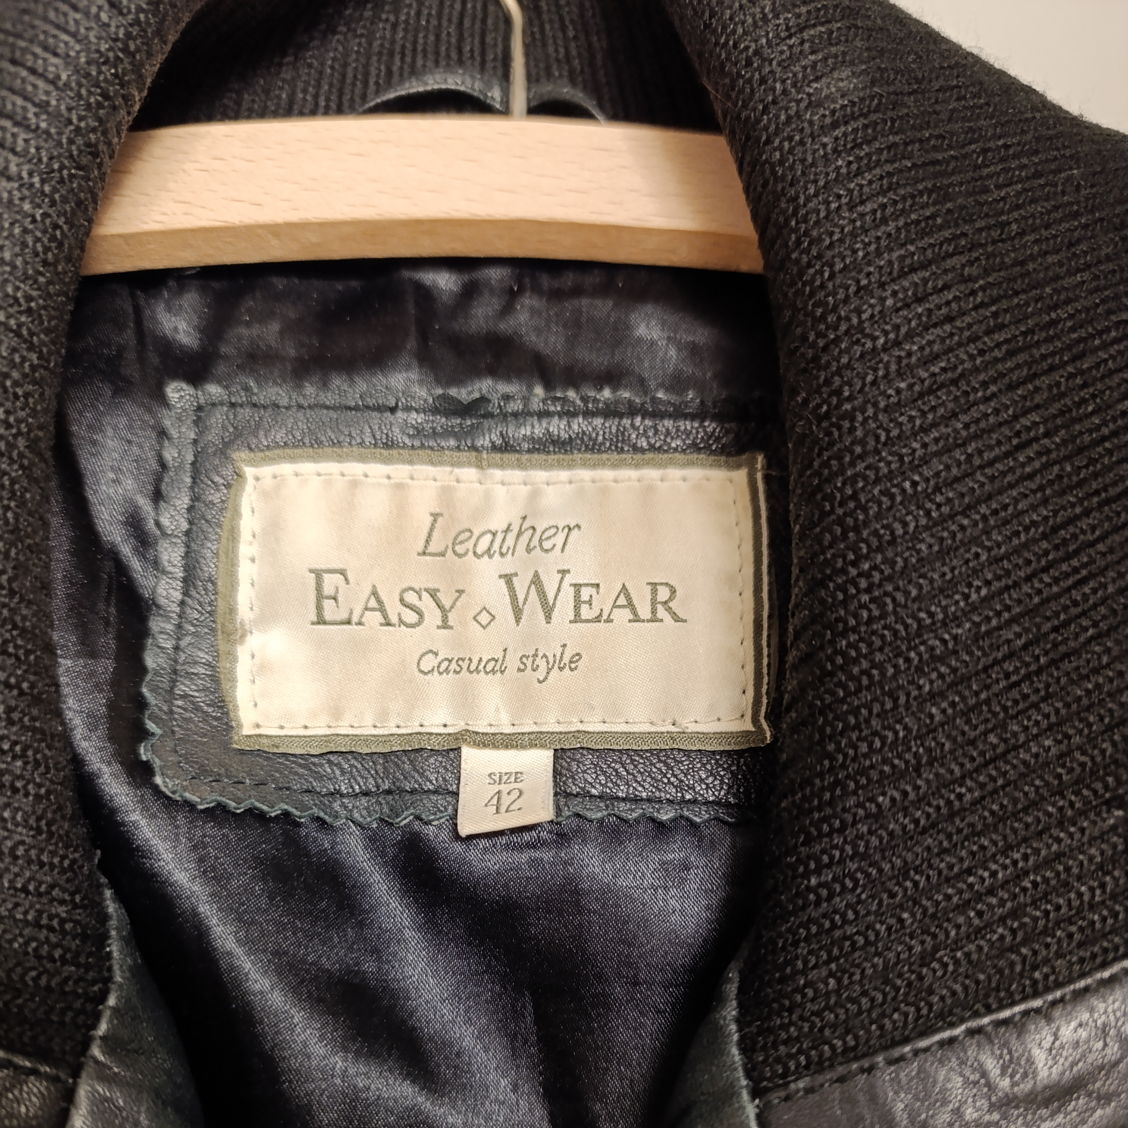 Leather
EASY ◇ WEAR
Casual style
SIZE
42